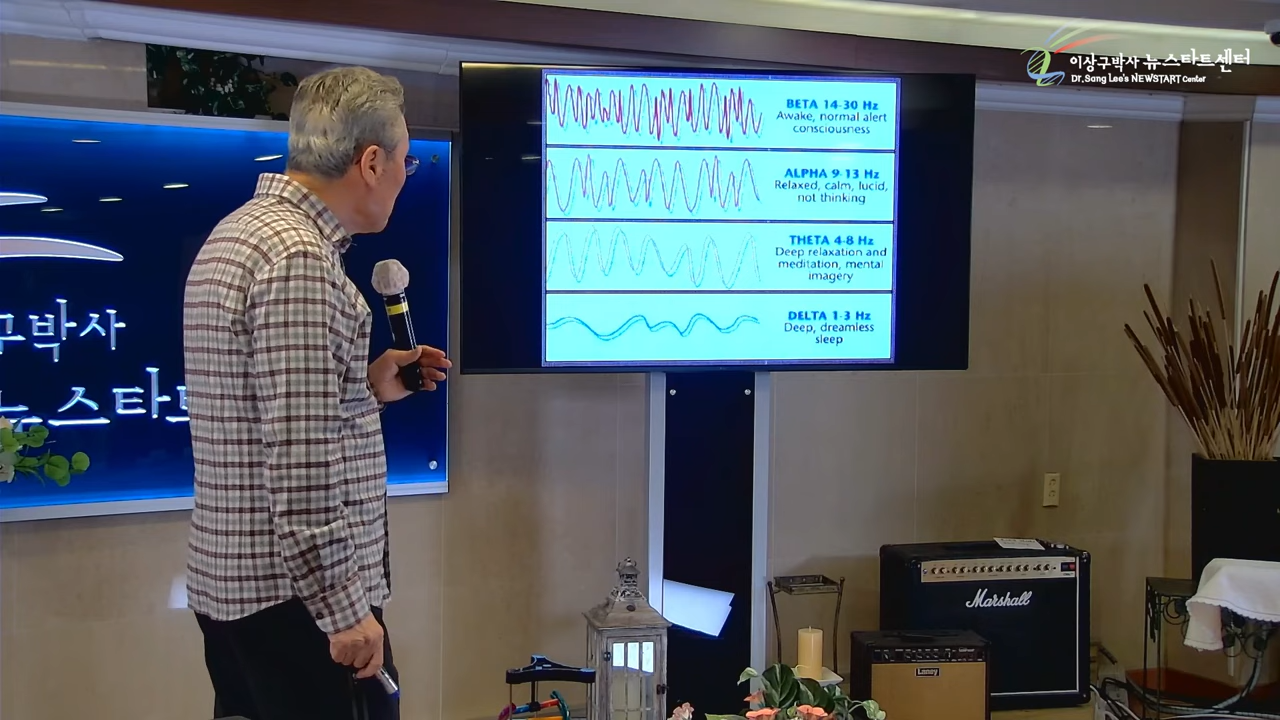 이상구박사 뉴스타트센터
Dr. Sang Lee's NEWSTART Center
BETA 14-30 Hz
Awake, normal alert
consciousness
ALPHA 9-13 Hz
Relaxed, calm, lucid,
not thinking
THETA 4-8 Hz
Deep relaxation and
meditation, mental
imagery
DELTA 1-3 Hz
Deep, dreamless
sleep
구박사
뉴스타트
Marshall
Laney